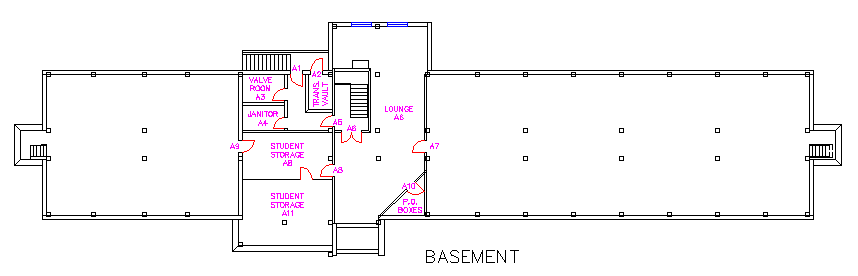 A1
A2
VALVE
ROOM
A3
TRANS.
VAULT
JANITOR
A4
A5
A6
LOUNGE
A6
A9
STUDENT
STORAGE
A8
A7
A8
A10
STUDENT
STORAGE
A11
P.O.
BOXES
BASEMENT